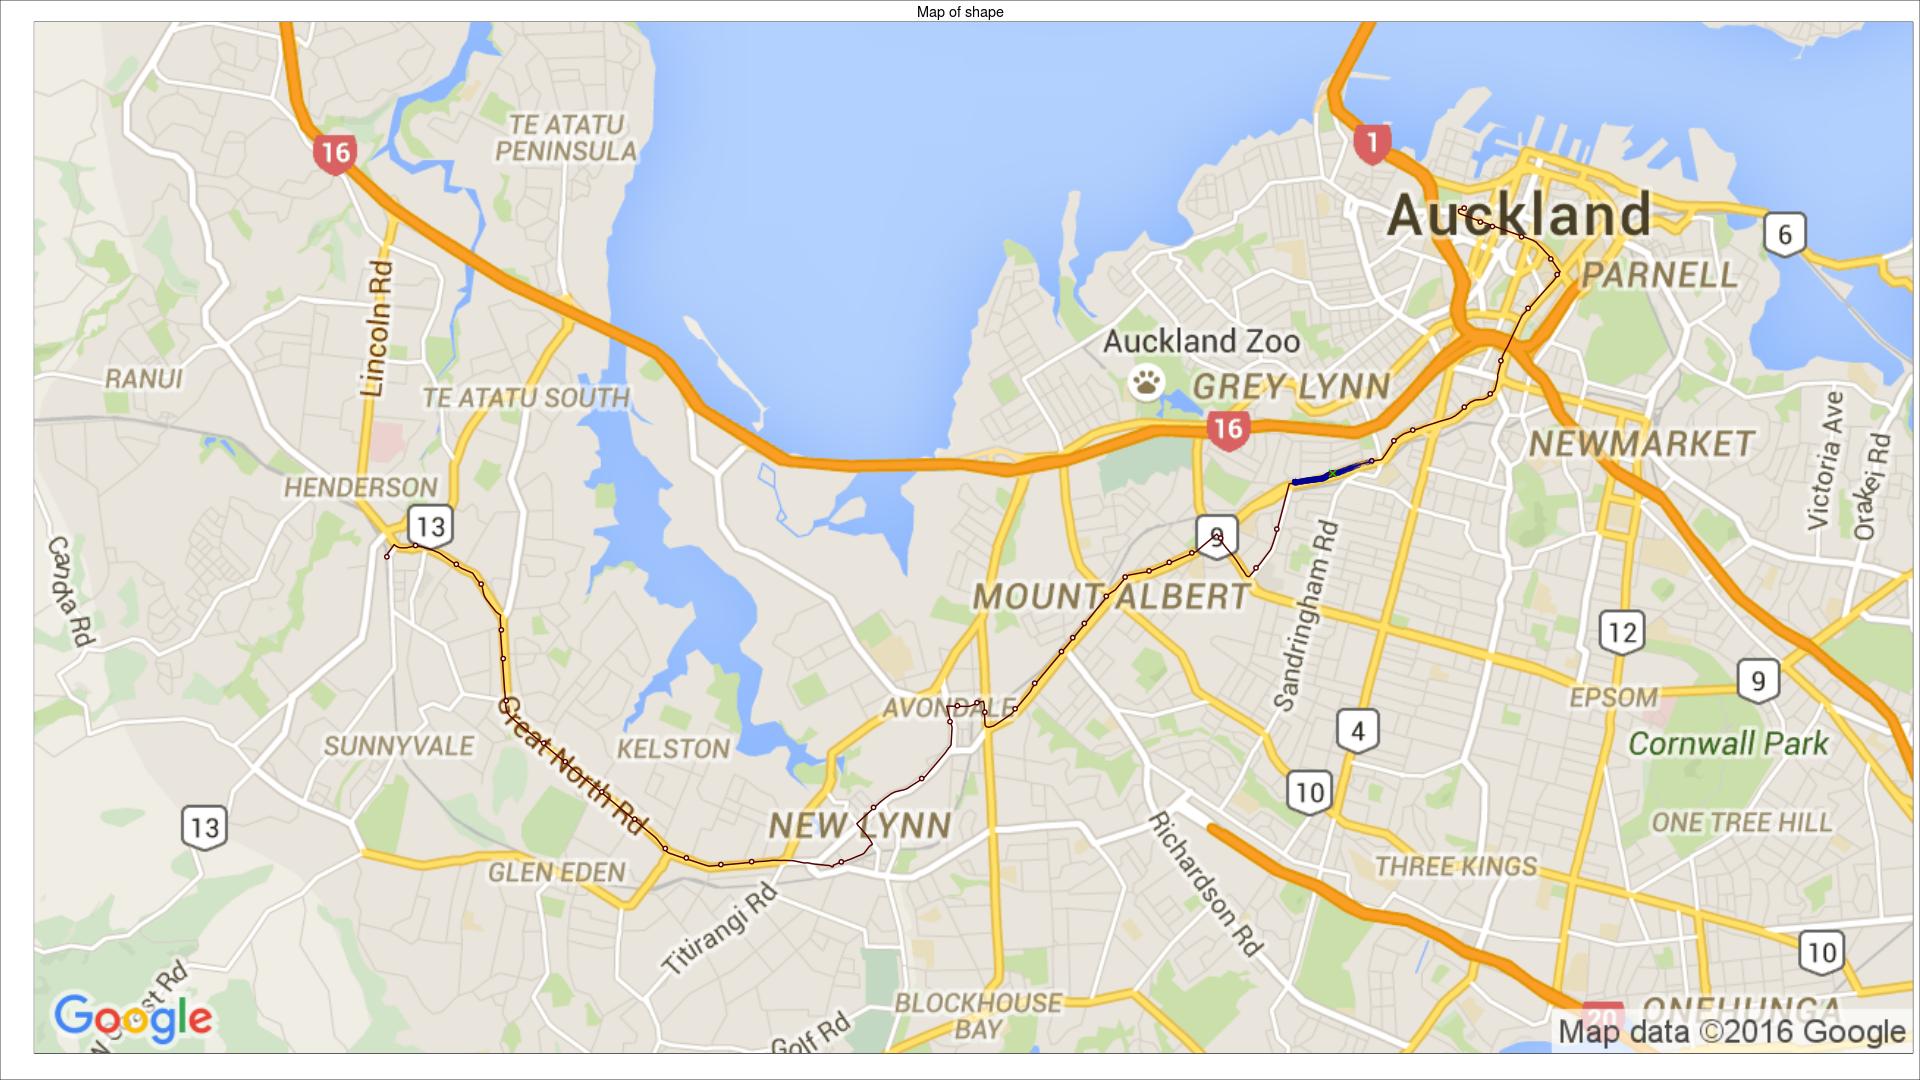 Map of shape
TE ATATU
PENINSULA
16
1
Auckland
6
PARNELL
Lincoln Rd
Auckland Zoo
RANUI
TE ATATU SOUTH
GREY LYNN
16
NEWMARKET
Victoria Ave
Orakei Rd
HENDERSON
13
9
Sandringham Rd
Candia Rd
MOUNT ALBERT
12
9
EPSOM
AVONDALE
Great North Rd
SUNNYVALE
KELSTON
4
Cornwall Park
10
13
NEW LYNN
Richardson Rd
ONE TREE HILL
GLEN EDEN
THREE KINGS
Titirangi Rd
10
BLOCKHOUSE
BAY
Google
Golf Rd
20
ONEHUNGA
Map data ©2016 Google